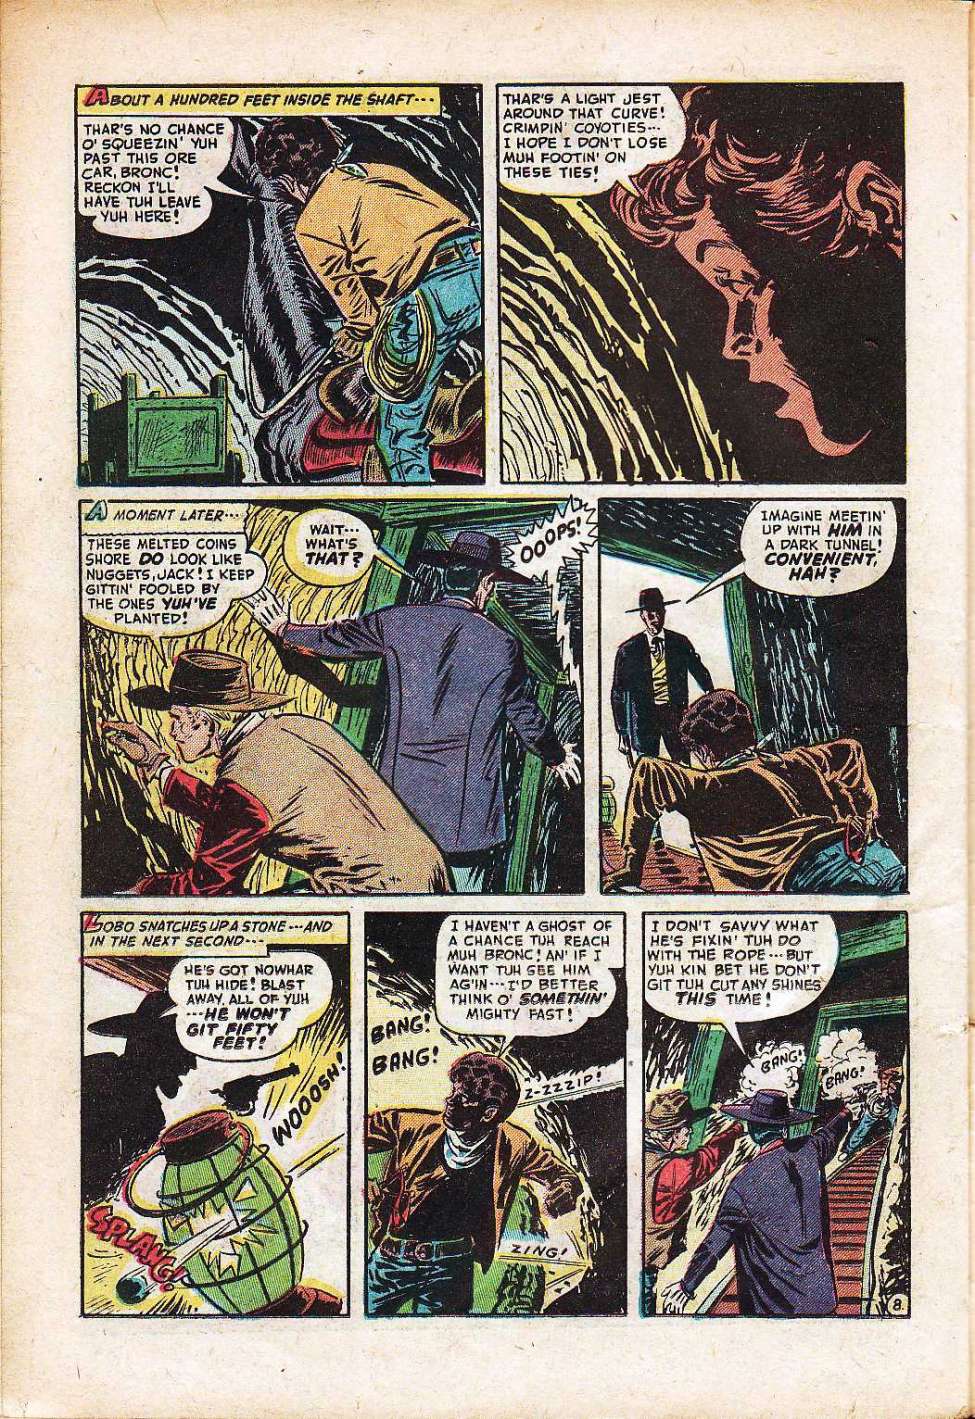 ABOUT A HUNDRED FEET INSIDE THE SHAFT---
THAR'S NO CHANCE
O' SQUEEZIN' YUH
PAST THIS ORE
CAR, BRONC!
RECKON I'LL
HAVE TUH LEAVE
YUH HERE!
THAR'S A LIGHT JEST
AROUND THAT CURVE!
CRIMPIN' COYOTIES---
I HOPE I DON'T LOSE
MUH FOOTIN' ON
THESE TIES!
A MOMENT LATER---
THESE MELTED COINS
SHORE DO LOOK LIKE
NUGGETS, JACK! I KEEP
GITTIN' FOOLED BY
THE ONES YUH'VE
PLANTED!
WAIT---
WHAT'S
THAT?
OOOPS!
IMAGINE MEETIN'
UP WITH HIM IN
A DARK TUNNEL!
CONVENIENT,
HAH?
LOBO SNATCHES UP A STONE---AND
IN THE NEXT SECOND---
HE'S GOT NOWHAR
TUH HIDE! BLAST
AWAY, ALL OF YUH
---HE WON'T
GIT FIFTY
FEET!
WOOOSH!
SPLANG!
I HAVEN'T A GHOST OF
A CHANCE TUH REACH
MUH BRONC! AN' IF I
WANT TUH SEE HIM
AG'IN---I'D BETTER
THINK O' SOMETHIN'
MIGHTY FAST!
BANG!
BANG!
Z-ZZZIP!
ZING!
I DON'T SAVVY WHAT
HE'S FIXIN' TUH DO
WITH THE ROPE---BUT
YUH KIN BET HE DON'T
GIT TUH CUT ANY SHINES
THIS TIME!
BANG!
BANG!
8.